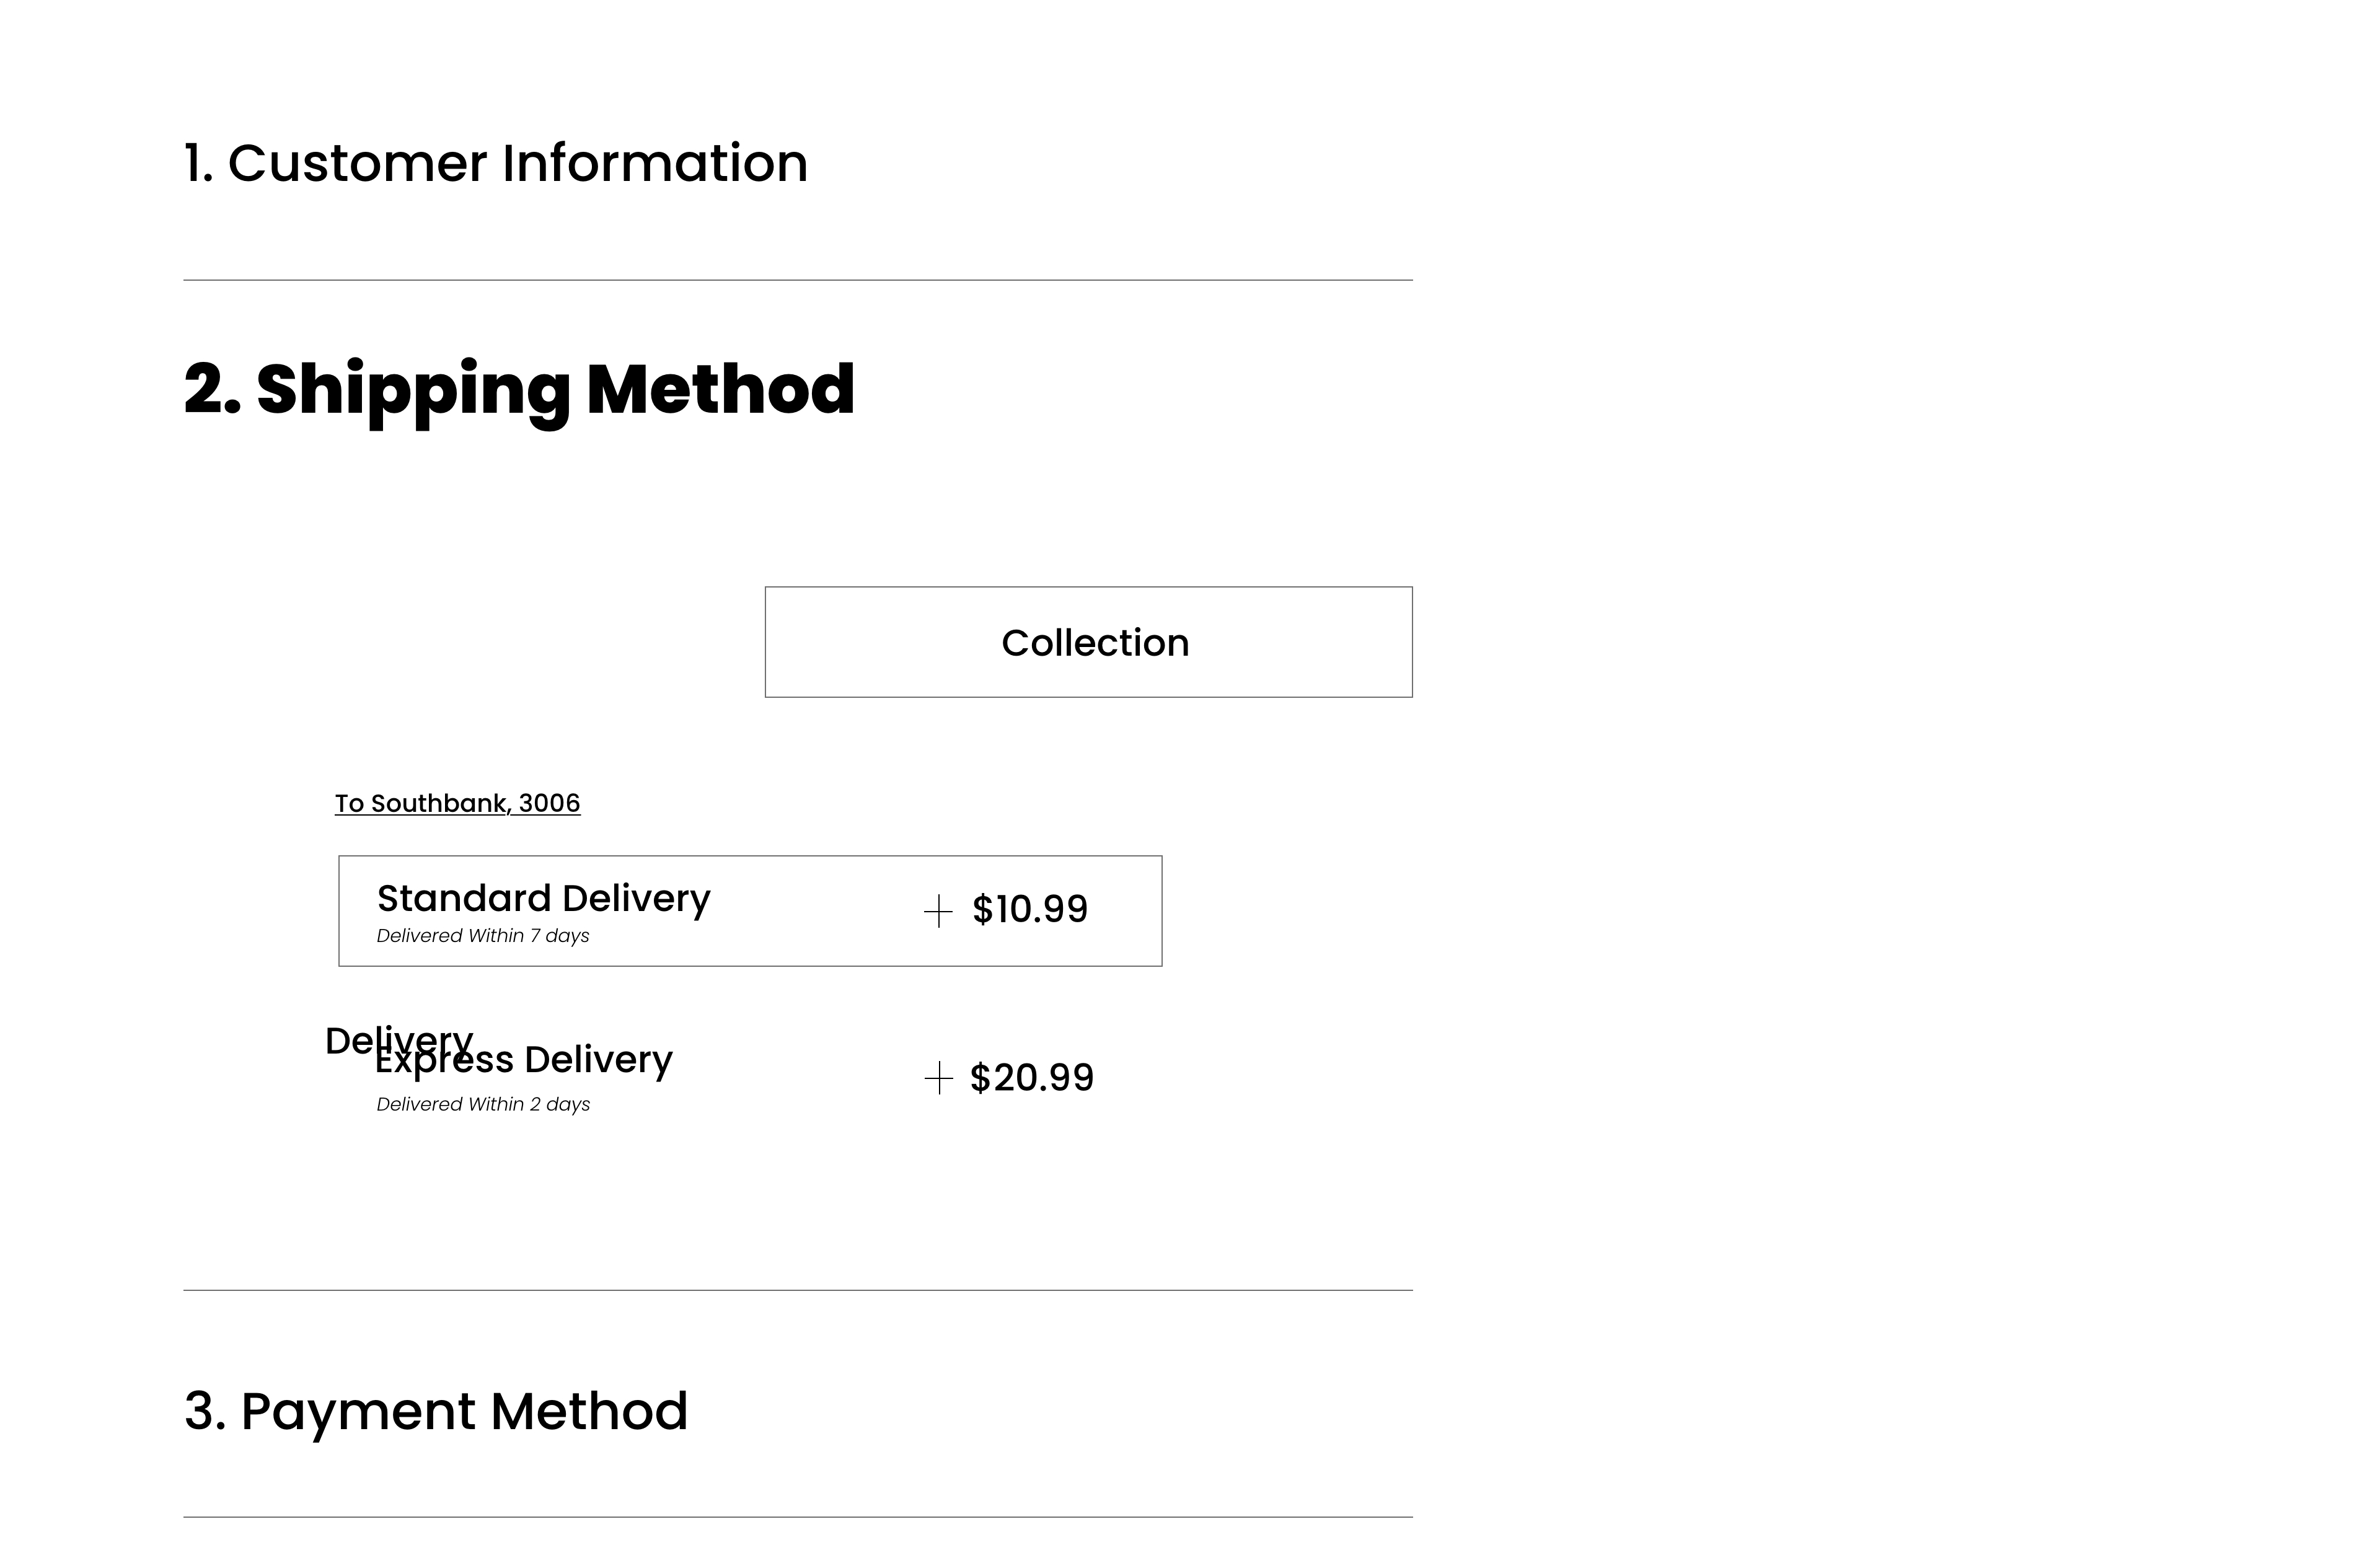 1. Customer Information
2. Shipping Method
Collection
To Southbank, 3006
Standard Delivery
Delivered Within 7 days
+ $10.99
Delivery
Express Delivery
Delivered Within 2 days
+ $20.99
3. Payment Method